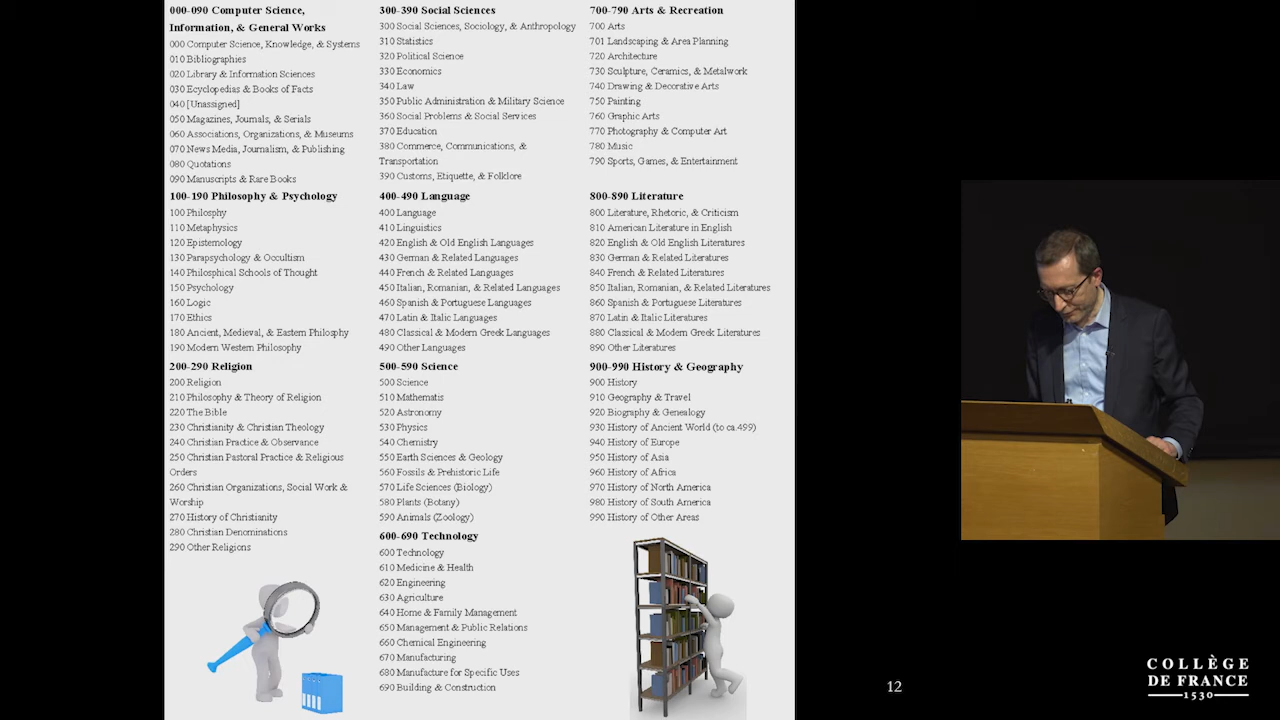 000-090 Computer Science,
Information, & General Works
000 Computer Science, Knowledge, & Systems
010 Bibliographies
020 Library & Information Sciences
030 Ecyclopedias & Books of Facts
040 [Unassigned]
050 Magazines, Journals, & Serials
060 Associations, Organizations, & Museums
070 News Media, Journalism, & Publishing
080 Quotations
090 Manuscripts & Rare Books
100-190 Philosophy & Psychology
100 Philosphy
110 Metaphysics
120 Epistemology
130 Parapsychology & Occultism
140 Philosphical Schools of Thought
150 Psychology
160 Logic
170 Ethics
180 Ancient, Medieval, & Eastern Philosphy
190 Modern Western Philosophy
200-290 Religion
200 Religion
210 Philosophy & Theory of Religion
220 The Bible
230 Christianity & Christian Theology
240 Christian Practice & Observance
250 Christian Pastoral Practice & Religious
Orders
260 Christian Organizations, Social Work &
Worship
270 History of Christianity
280 Christian Denominations
290 Other Religions
300-390 Social Sciences
300 Social Sciences, Sociology, & Anthropology
310 Statistics
320 Political Science
330 Economics
340 Law
350 Public Administration & Military Science
360 Social Problems & Social Services
370 Education
380 Commerce, Communications, &
Transportation
390 Customs, Etiquette, & Folklore
400-490 Language
400 Language
410 Linguistics
420 English & Old English Languages
430 German & Related Languages
440 French & Related Languages
450 Italian, Romanian, & Related Languages
460 Spanish & Portuguese Languages
470 Latin & Italic Languages
480 Classical & Modern Greek Languages
490 Other Languages
500-590 Science
500 Science
510 Mathematis
520 Astronomy
530 Physics
540 Chemistry
550 Earth Sciences & Geology
560 Fossils & Prehistoric Life
570 Life Sciences (Biology)
580 Plants (Botany)
590 Animals (Zoology)
600-690 Technology
600 Technology
610 Medicine & Health
620 Engineering
630 Agriculture
640 Home & Family Management
650 Management & Public Relations
660 Chemical Engineering
670 Manufacturing
680 Manufacture for Specific Uses
690 Building & Construction
700-790 Arts & Recreation
700 Arts
701 Landscaping & Area Planning
720 Architecture
730 Sculpture, Ceramics, & Metalwork
740 Drawing & Decorative Arts
750 Painting
760 Graphic Arts
770 Photography & Computer Art
780 Music
790 Sports, Games, & Entertainment
800-890 Literature
800 Literature, Rhetoric, & Criticism
810 American Literature in English
820 English & Old English Literatures
830 German & Related Literatures
840 French & Related Literatures
850 Italian, Romanian, & Related Literatures
860 Spanish & Portuguese Literatures
870 Latin & Italic Literatures
880 Classical & Modern Greek Literatures
890 Other Literatures
900-990 History & Geography
900 History
910 Geography & Travel
920 Biography & Genealogy
930 History of Ancient World (to ca.499)
940 History of Europe
950 History of Asia
960 History of Africa
970 History of North America
980 History of South America
990 History of Other Areas
12
COLLÈGE
DE FRANCE
1530